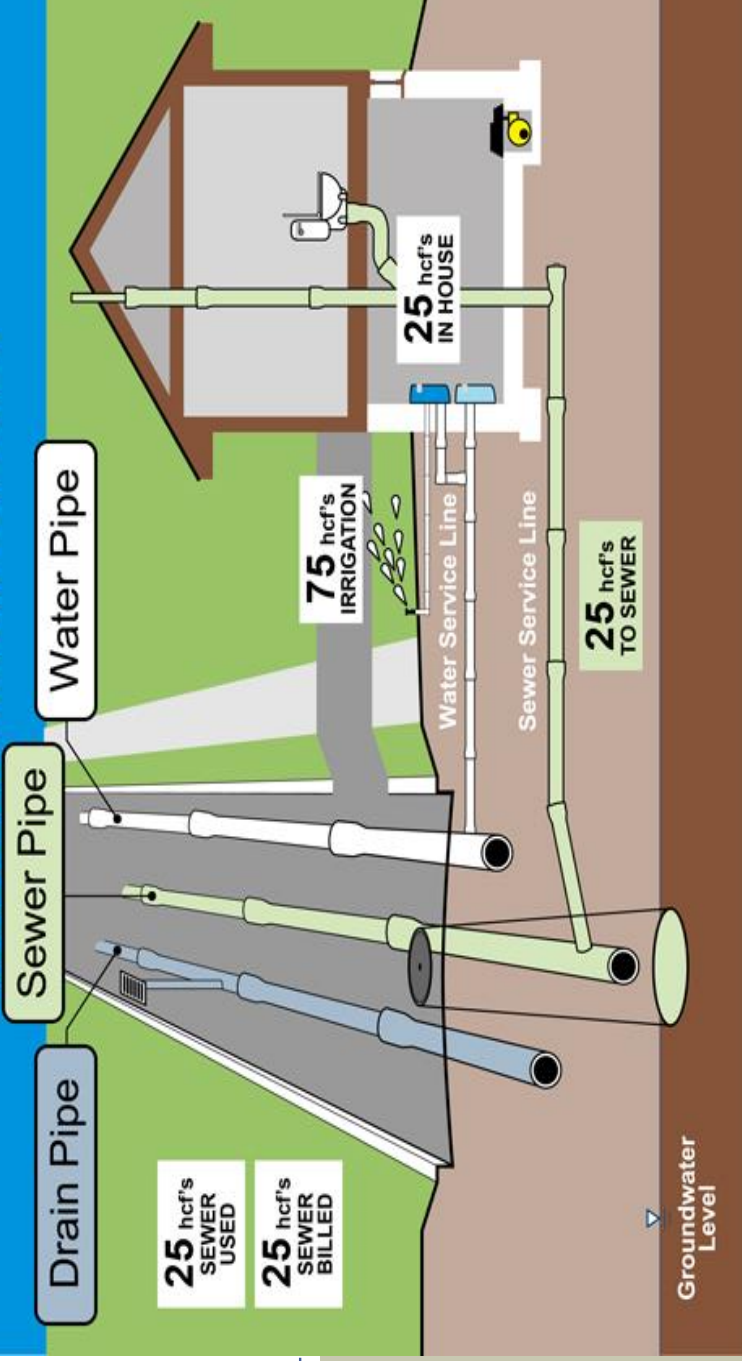 Drain Pipe
Sewer Pipe
Water Pipe
25 hcf's
SEWER
USED
25 hcf's
SEWER
BILLED
75 hcf's
IRRIGATION
25 hcf's
IN HOUSE
Water Service Line
Sewer Service Line
25 hcf's
TO SEWER
Groundwater
Level